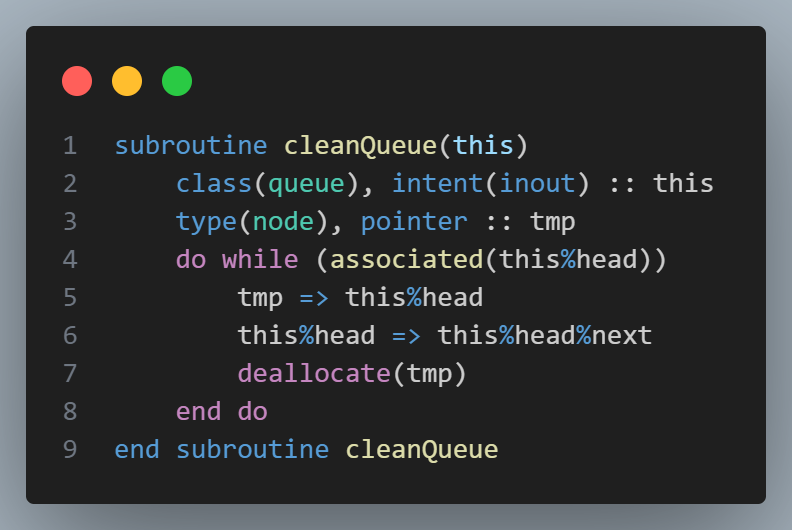 1 subroutine cleanQueue(this)
2     class(queue), intent(inout) :: this
3     type(node), pointer :: tmp
4     do while (associated(this%head))
5         tmp => this%head
6         this%head => this%head%next
7         deallocate(tmp)
8     end do
9 end subroutine cleanQueue